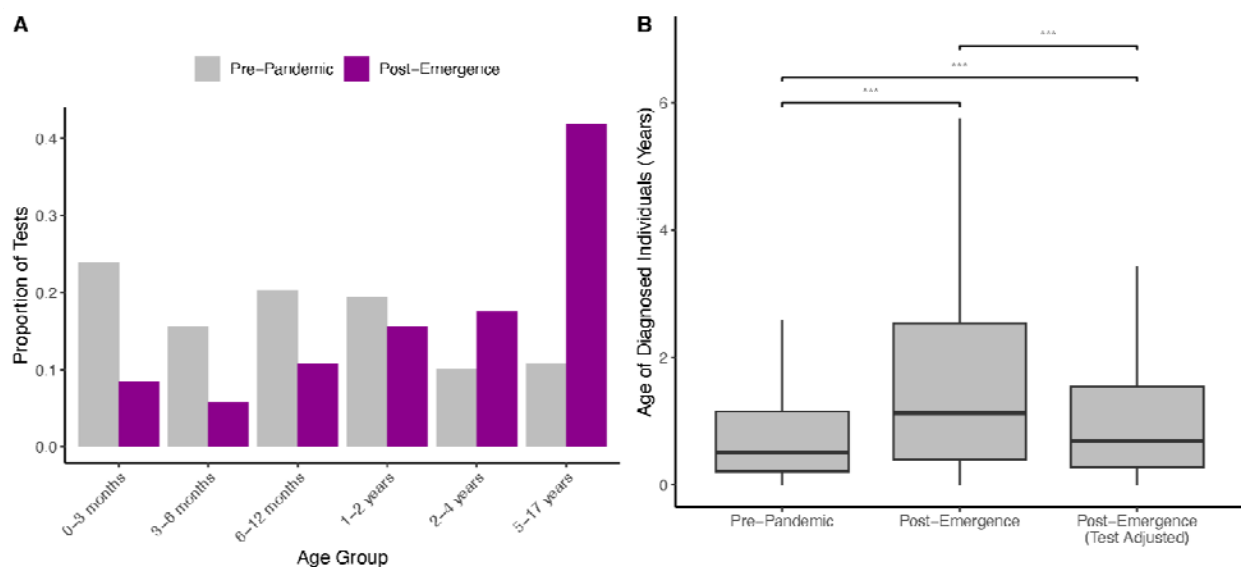 A
Pre-Pandemic
Post-Emergence
Proportion of Tests
0.4
0.3
0.2
0.1
0.0
0-3 months
3-6 months
6-12 months
1-2 years
2-4 years
5-17 years
Age Group
B
Age of Diagnosed Individuals (Years)
6
4
2
0
Pre-Pandemic
Post-Emergence
Post-Emergence
(Test Adjusted)